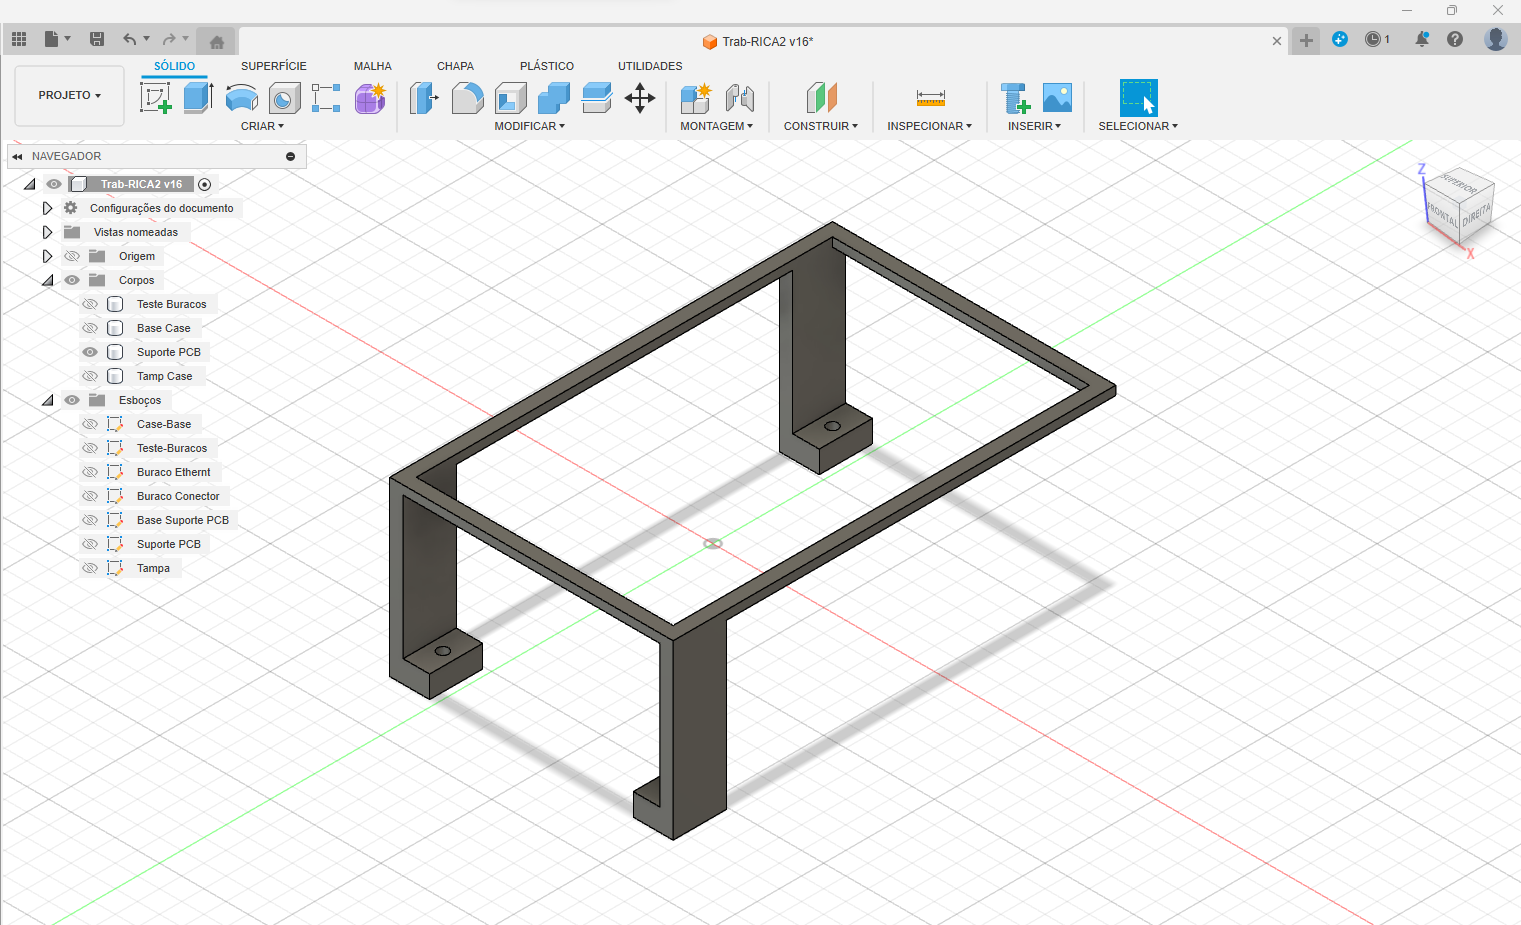 Trab-RICA2 v16*
1
PROJETO
SÓLIDO SUPERFÍCIE MALHA CHAPA PLÁSTICO UTILIDADES
CRIAR MODIFICAR MONTAGEM CONSTRUIR INSPECIONAR INSERIR SELECIONAR
NAVEGADOR
Trab-RICA2 v16
Configurações do documento
Vistas nomeadas
Origem
Corpos
Teste Buracos
Base Case
Suporte PCB
Tamp Case
Esboços
Case-Base
Teste-Buracos
Buraco Ethernt
Buraco Conector
Base Suporte PCB
Suporte PCB
Tampa
Z
SUPERIOR
FRONTAL
DIREITA
X